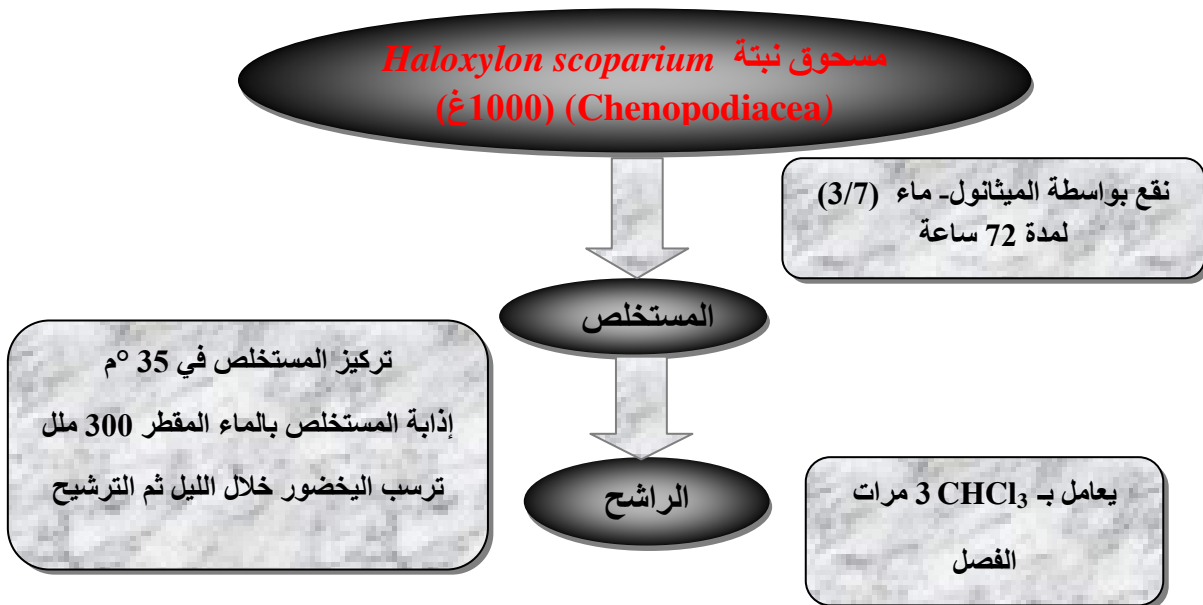 مسحوق نبتة Haloxylon scoparium
(Chenopodiacea) (1000غ)
نقع بواسطة الميثانول- ماء (3/7)
لمدة 72 ساعة
المستخلص
تركيز المستخلص في 35 °م
إذابة المستخلص بالماء المقطر 300 ملل
ترسب اليخضور خلال الليل ثم الترشيح
الراشح
يعامل بـ CHCl₃ 3 مرات
الفصل